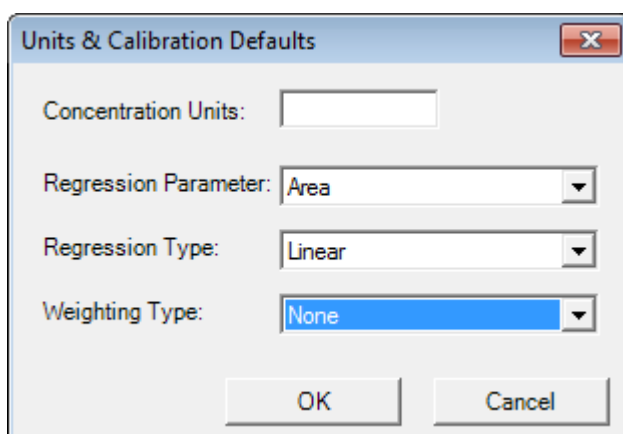 Units & Calibration Defaults
Concentration Units:
Regression Parameter: Area
Regression Type: Linear
Weighting Type: None
OK Cancel